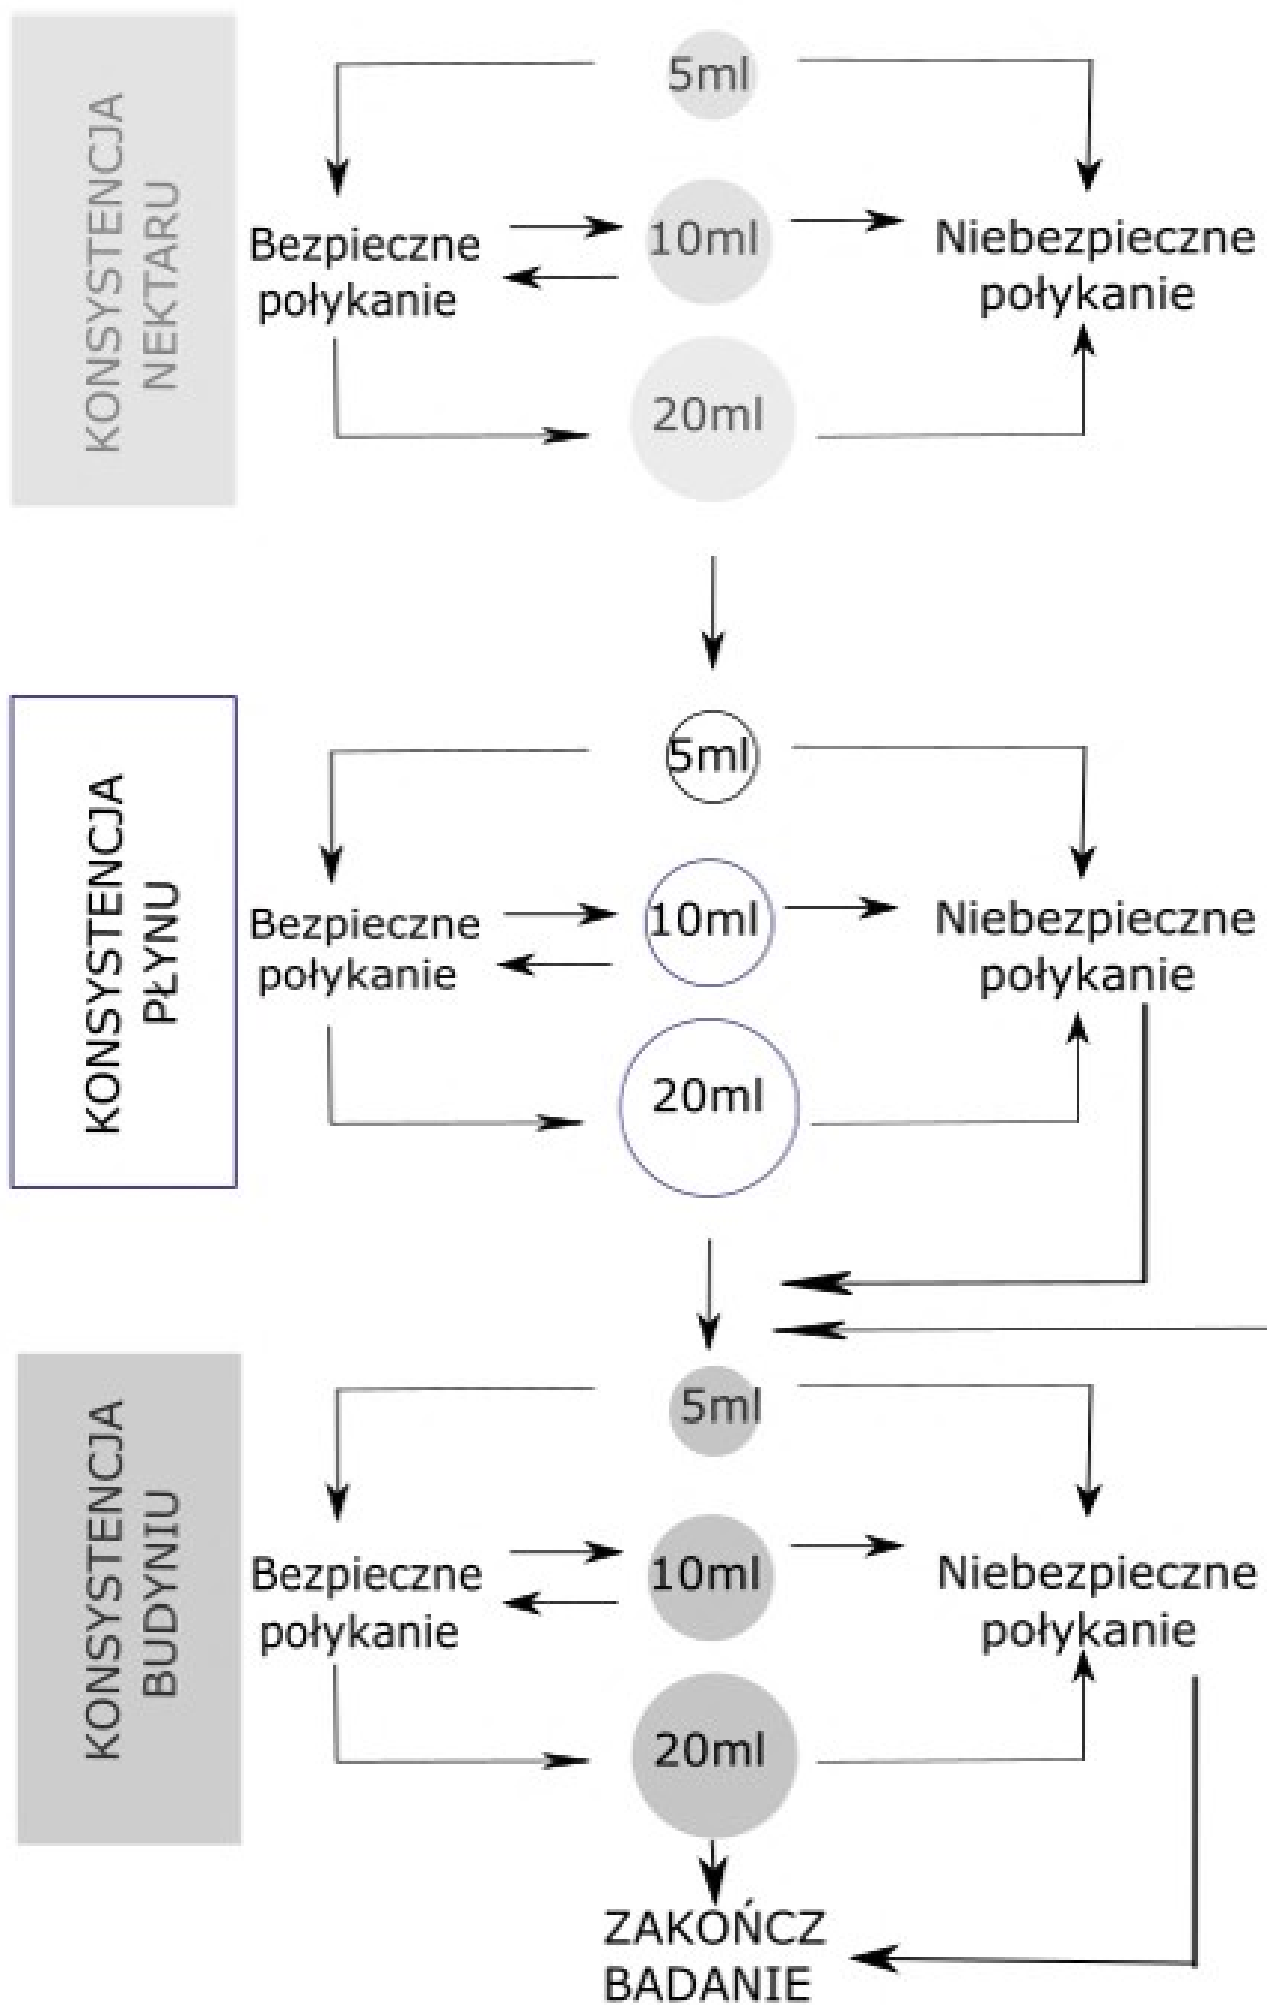 KONSYSTENCJA
NEKTARU
5ml
Bezpieczne
połykanie
10ml
Niebezpieczne
połykanie
20ml
KONSYSTENCJA
PŁYNU
5ml
Bezpieczne
połykanie
10ml
Niebezpieczne
połykanie
20ml
KONSYSTENCJA
BUDYNIU
5ml
Bezpieczne
połykanie
10ml
Niebezpieczne
połykanie
20ml
ZAKOŃCZ
BADANIE